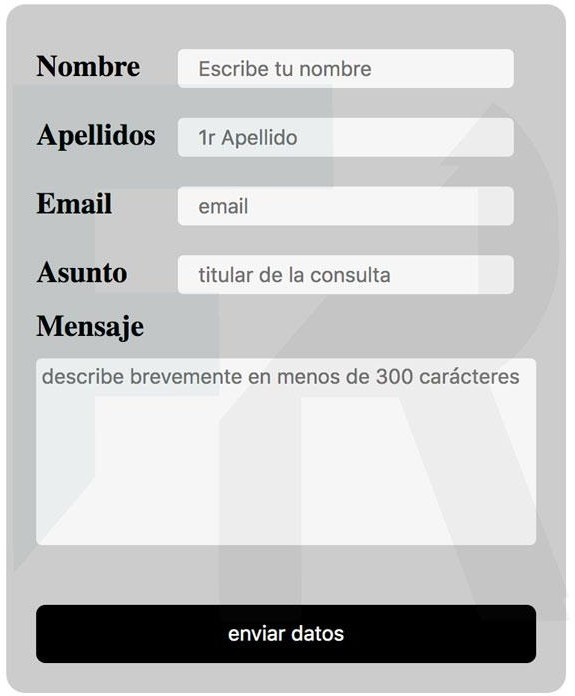 Nombre Escribe tu nombre
Apellidos 1r Apellido
Email email
Asunto titular de la consulta
Mensaje
describe brevemente en menos de 300 carácteres
enviar datos